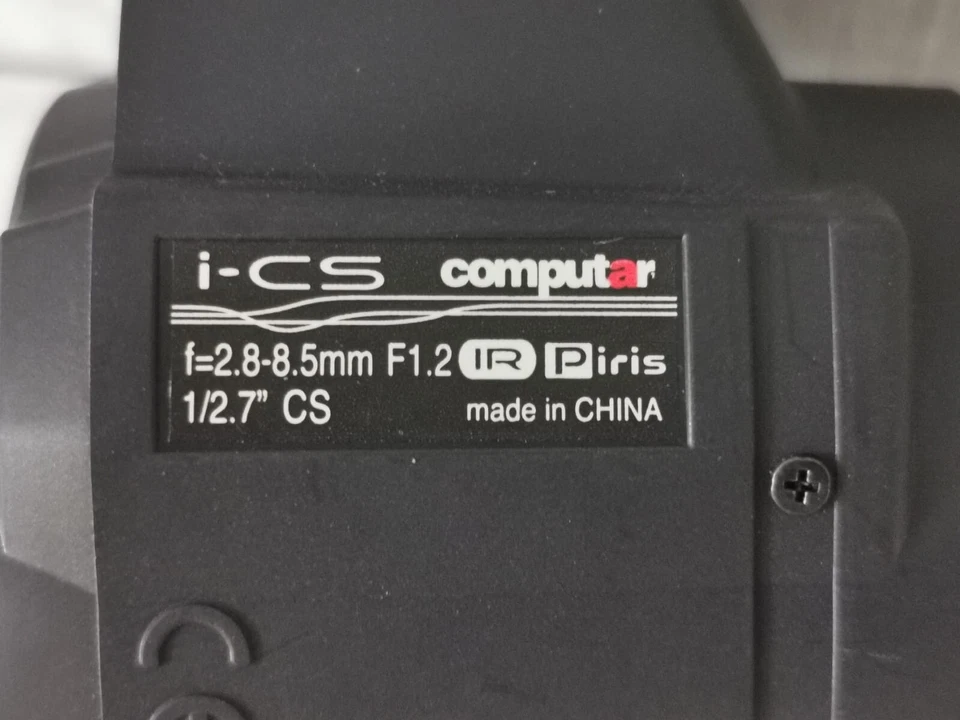 i-CS computar
f=2.8-8.5mm F1.2 IR Piris
1/2.7" CS made in CHINA